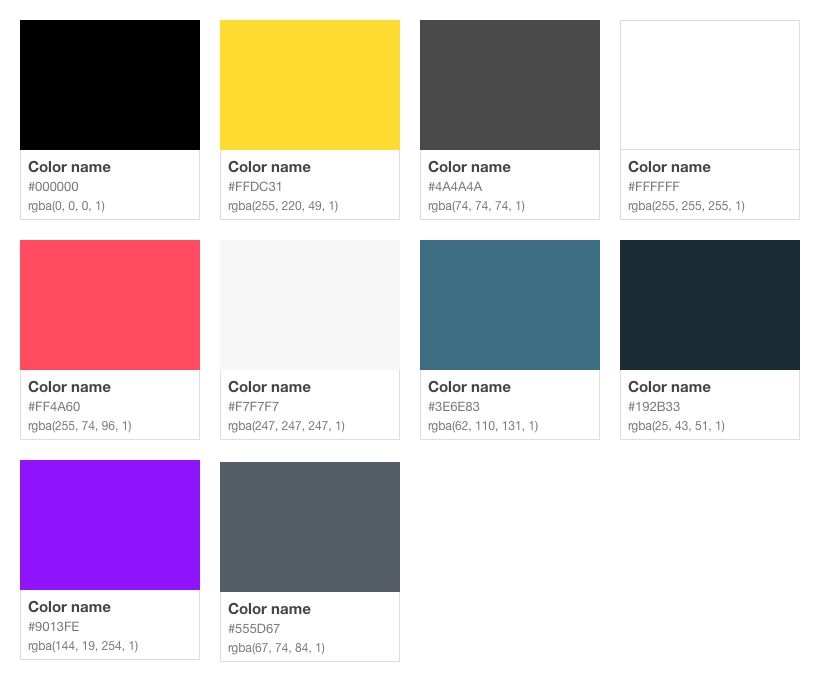 Color name
#000000
rgba(0, 0, 0, 1)
Color name
#FFDC31
rgba(255, 220, 49, 1)
Color name
#4A4A4A
rgba(74, 74, 74, 1)
Color name
#FFFFFF
rgba(255, 255, 255, 1)
Color name
#FF4A60
rgba(255, 74, 96, 1)
Color name
#F7F7F7
rgba(247, 247, 247, 1)
Color name
#3E6E83
rgba(62, 110, 131, 1)
Color name
#192B33
rgba(25, 43, 51, 1)
Color name
#9013FE
rgba(144, 19, 254, 1)
Color name
#555D67
rgba(67, 74, 84, 1)